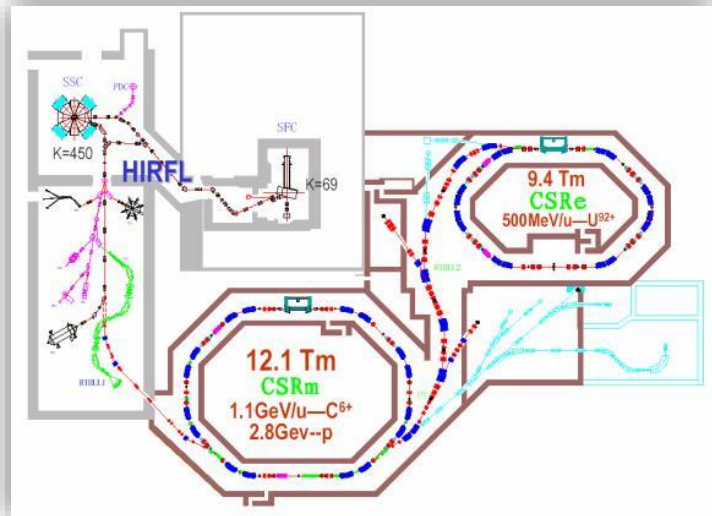 SSC
PDC
K=450
HIRFL
SFC
K=69
9.4 Tm
CSRe
500MeV/u—U92+
RIBLL2
12.1 Tm
CSRm
1.1GeV/u—C6+
2.8Gev--p
RIBLL1